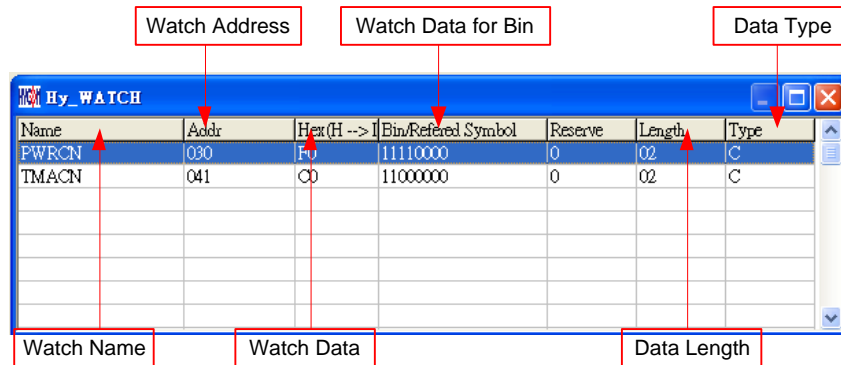 Watch Address Watch Data for Bin Data Type
Hy_WATCH
Name Addr Hex(H --> I Bin/Refered Symbol Reserve Length Type
PWRCN 030 F0 11110000 0 02 C
TMACN 041 C0 11000000 0 02 C
Watch Name Watch Data Data Length